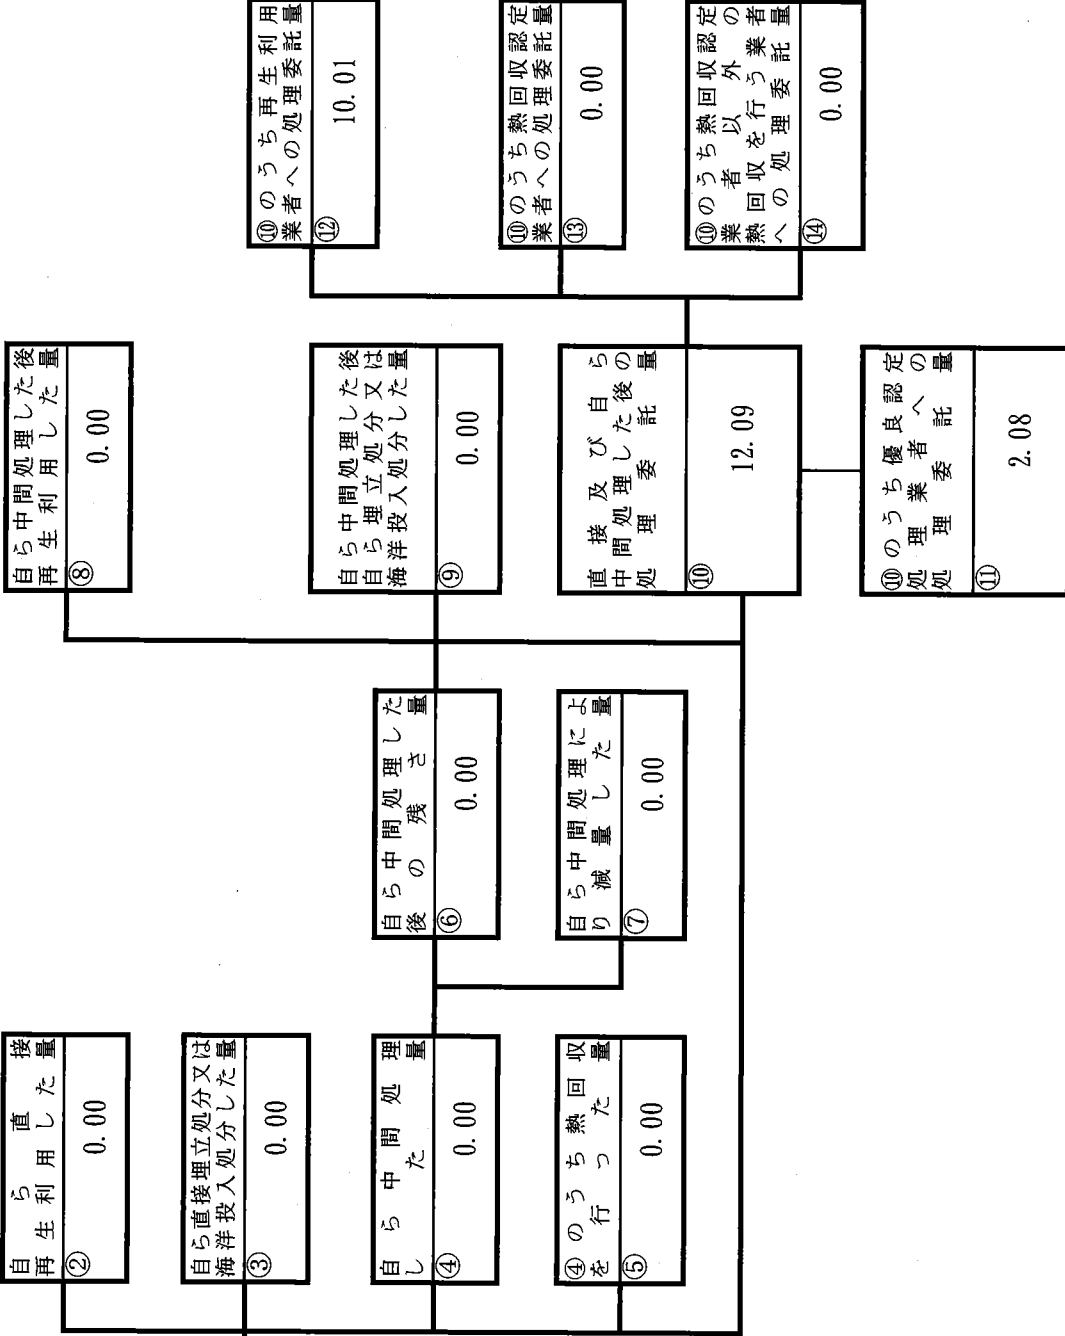 自ら直接
再生利用した量
②
0.00
自ら直接埋立処分又は
海洋投入処分した量
③
0.00
自ら中間処理
した量
④
0.00
④のうち熱回収
を行った量
⑤
0.00
自ら中間処理した
後の残さ量
⑥
0.00
自ら中間処理によ
り減量した量
⑦
0.00
自ら中間処理した後
再生利用した量
⑧
0.00
自ら中間処理した後
自ら埋立処分又は
海洋投入処分した量
⑨
0.00
直接及び自ら
中間処理した後の
処理委託量
⑩
12.09
⑩のうち優良認定
処理業者への
処理委託量
⑪
2.08
⑩のうち再生利用
業者への処理委託量
⑫
10.01
⑩のうち熱回収認定
業者への処理委託量
⑬
0.00
⑩のうち熱回収認定
業者以外の
熱回収を行う業者
への処理委託量
⑭
0.00